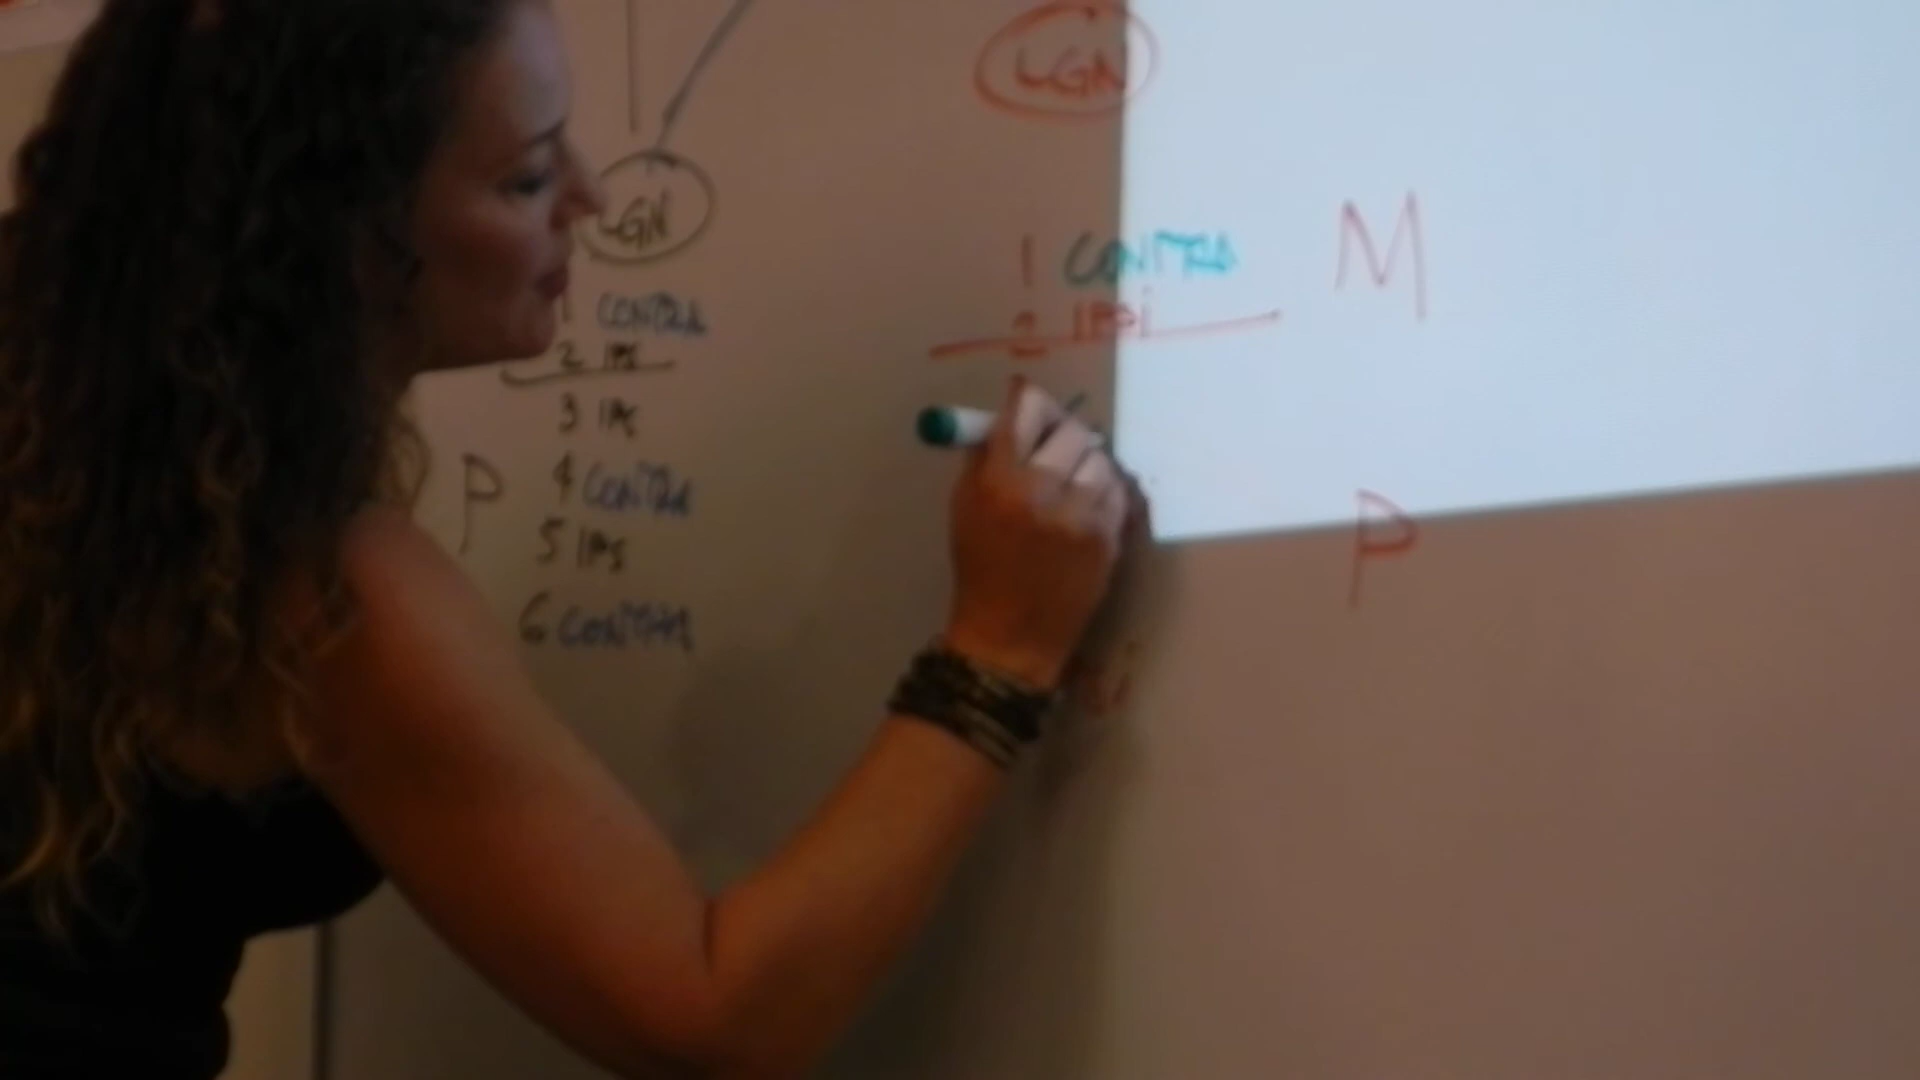 LGN
1 CONTRA
2 IPS
3 IPS
P
4 CONTRA
5 IPS
6 CONTRA
LGN
1 CONTRA
2 IPSi
M
P